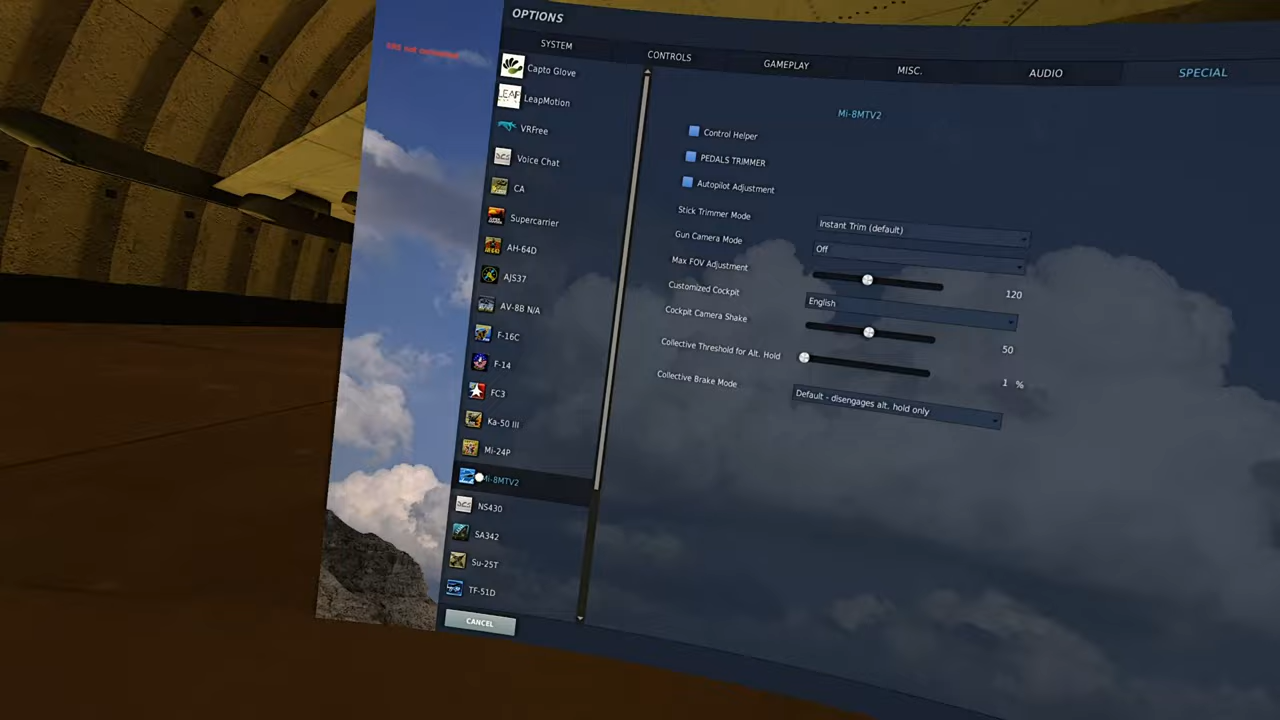 OPTIONS
SYSTEM
CONTROLS
GAMEPLAY
MISC.
AUDIO
SPECIAL
Capto Glove
LEAP
LeapMotion
VRFree
Voice Chat
CA
Supercarrier
AH-64D
AJS37
AV-8B N/A
F-16C
F-14
FC3
Ka-50 III
Mi-24P
Mi-8MTV2
NS430
SA342
Su-25T
TF-51D
CANCEL
Mi-8MTV2
Control Helper
PEDALS TRIMMER
Autopilot Adjustment
Stick Trimmer Mode
Instant Trim (default)
Gun Camera Mode
Off
Max FOV Adjustment
120
Customized Cockpit
English
Cockpit Camera Shake
50
Collective Threshold for Alt. Hold
1 %
Collective Brake Mode
Default - disengages alt. hold only